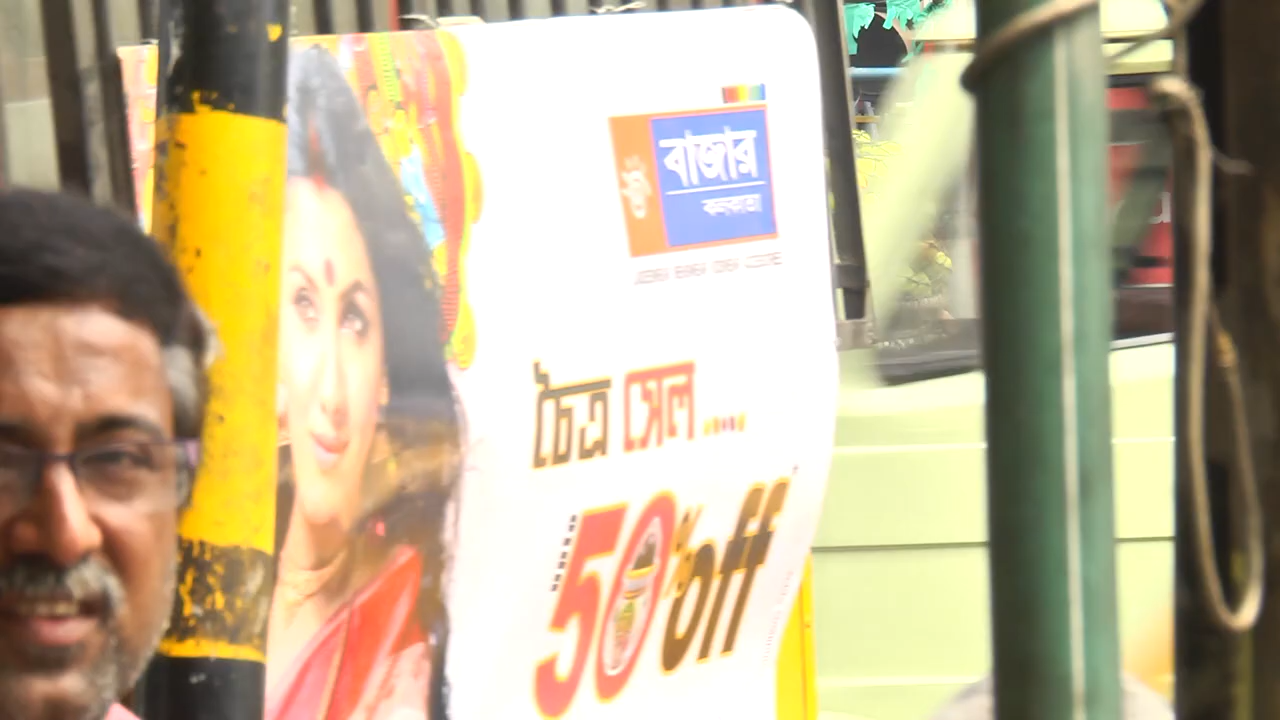 বাজার
কলকাতা
চৈত্র সেল....
50%off